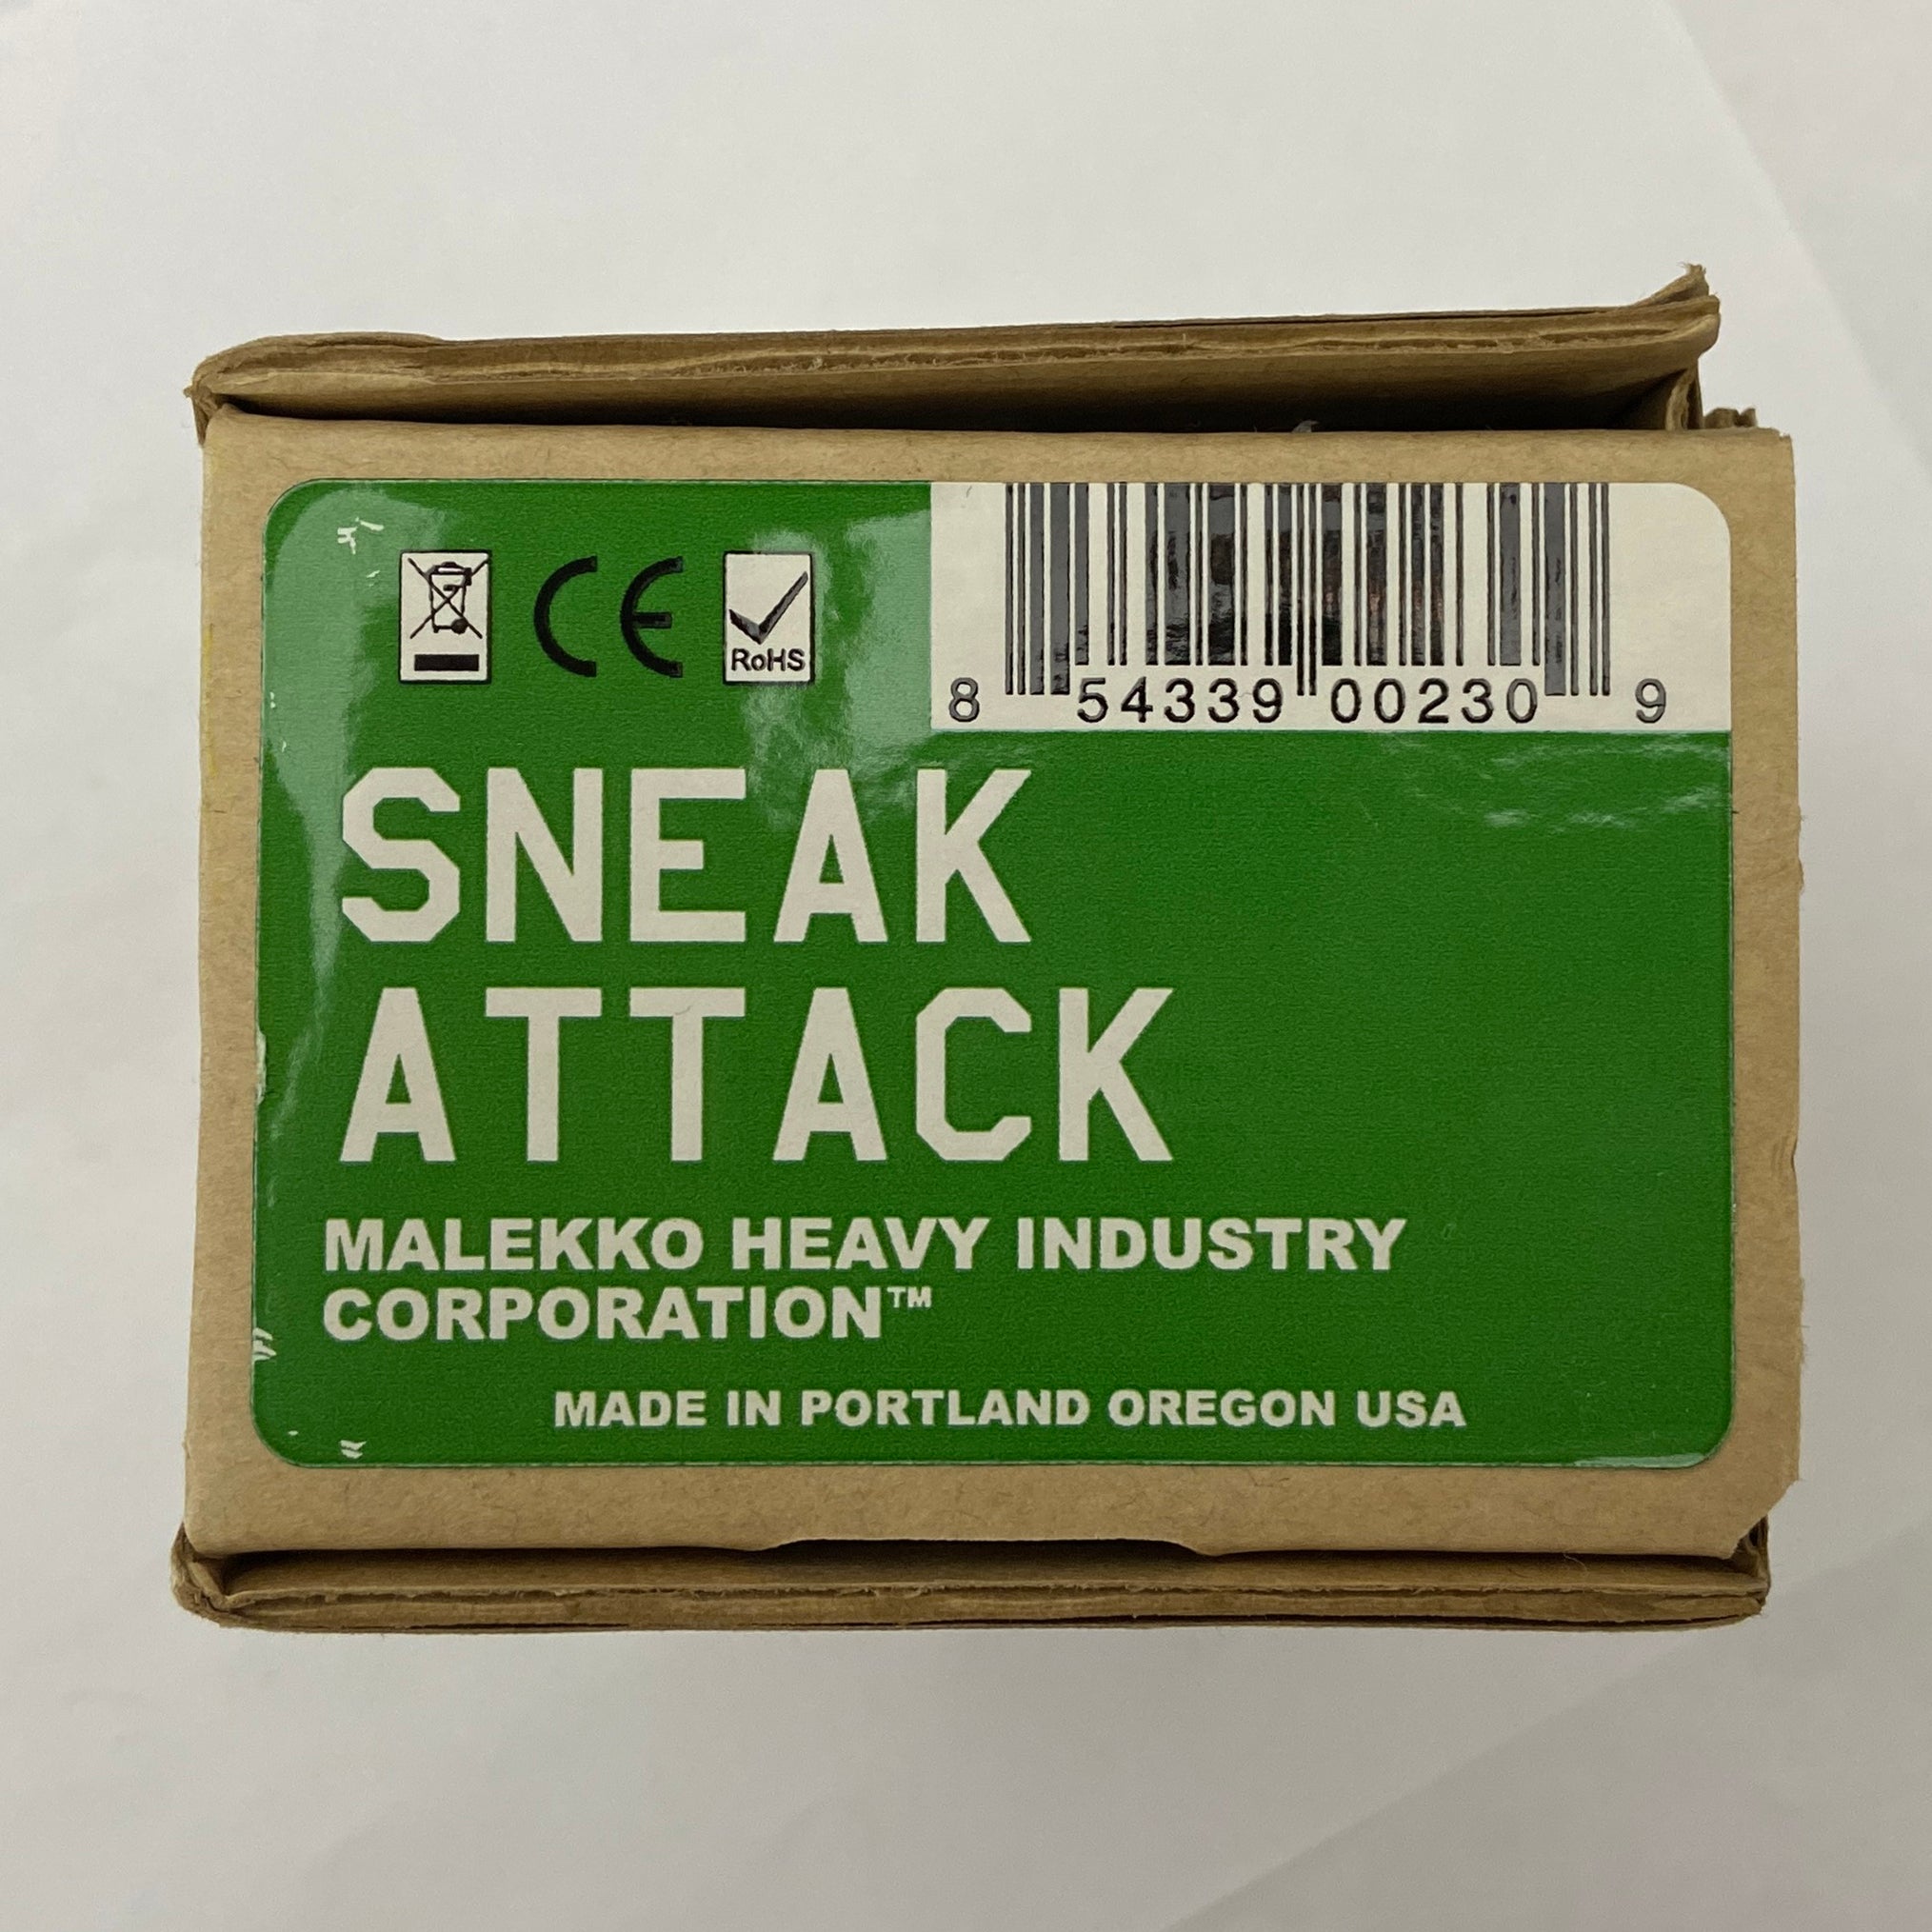 CE
RoHS
8 54339 00230 9
SNEAK
ATTACK
MALEKKO HEAVY INDUSTRY
CORPORATION™
MADE IN PORTLAND OREGON USA